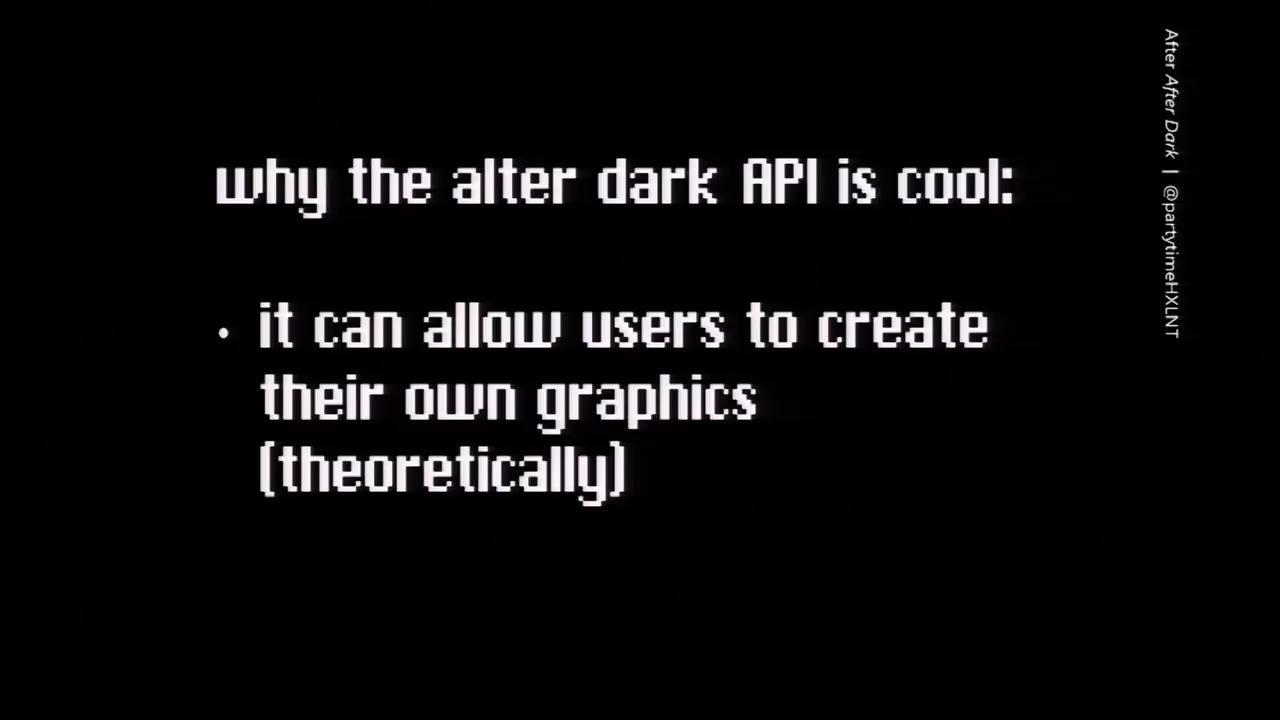 why the alter dark API is cool:
• it can allow users to create
their own graphics
(theoretically)
After After Dark | @partytimeHXLNT